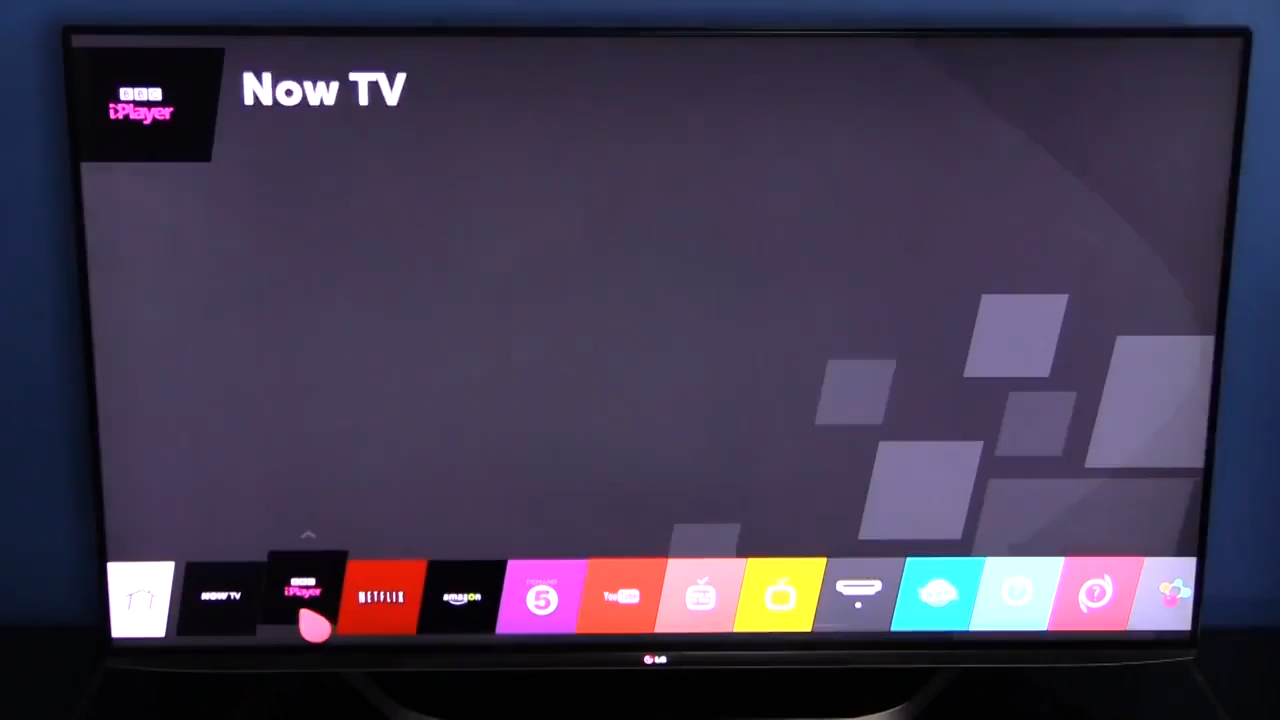 BBC
iPlayer
Now TV
NOW TV
BBC
iPlayer
NETFLIX
amazon
5
YouTube
?
LG